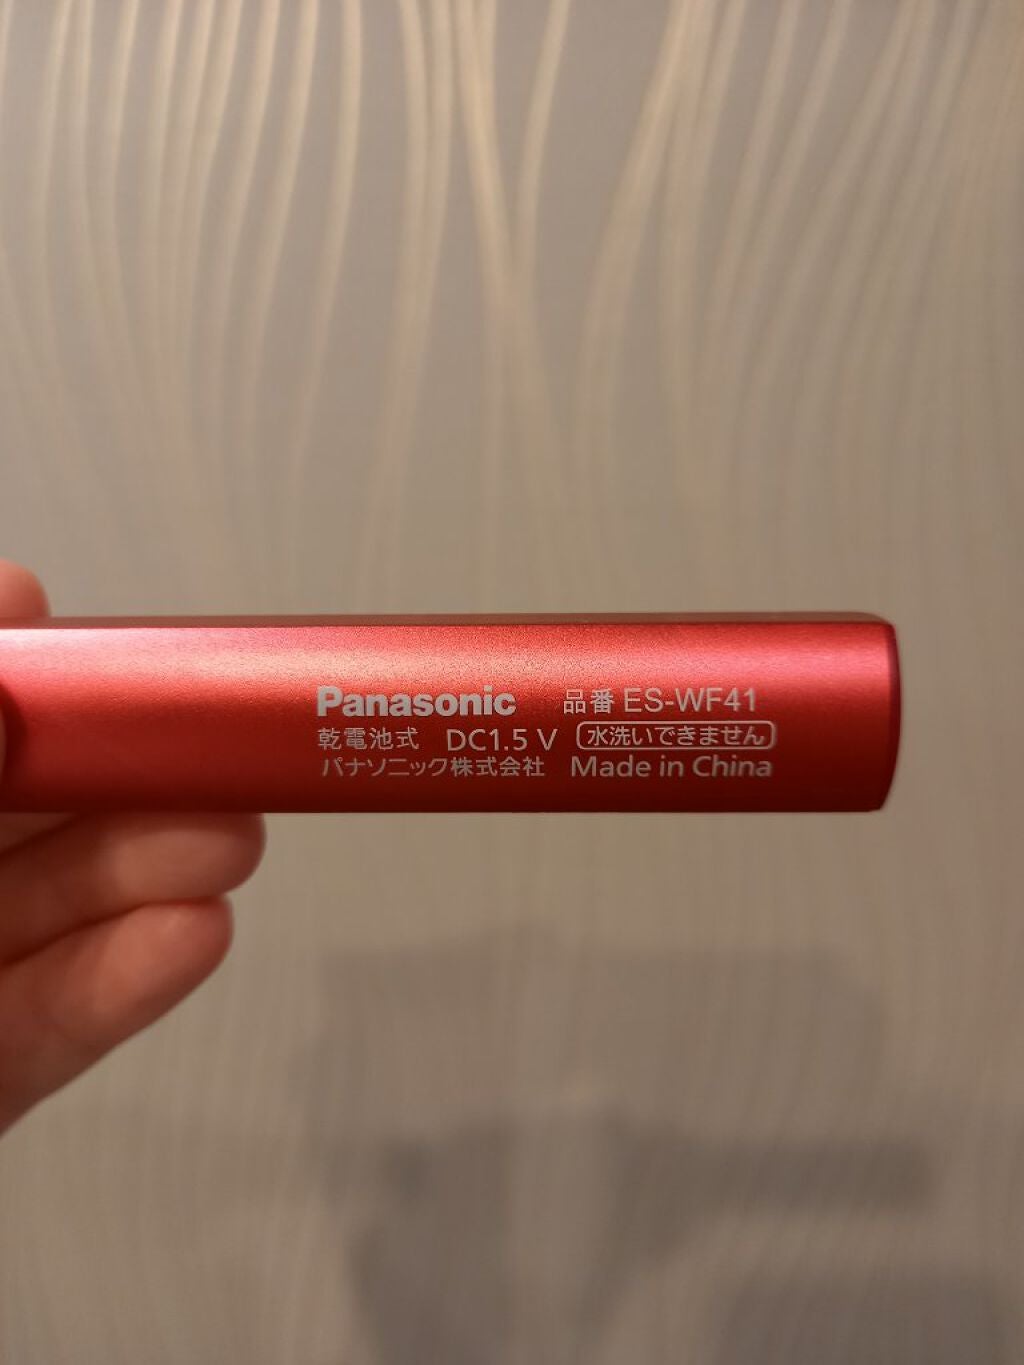 Panasonic 品番 ES-WF41
乾電池式 DC1.5 V 水洗いできません
パナソニック株式会社 Made in China